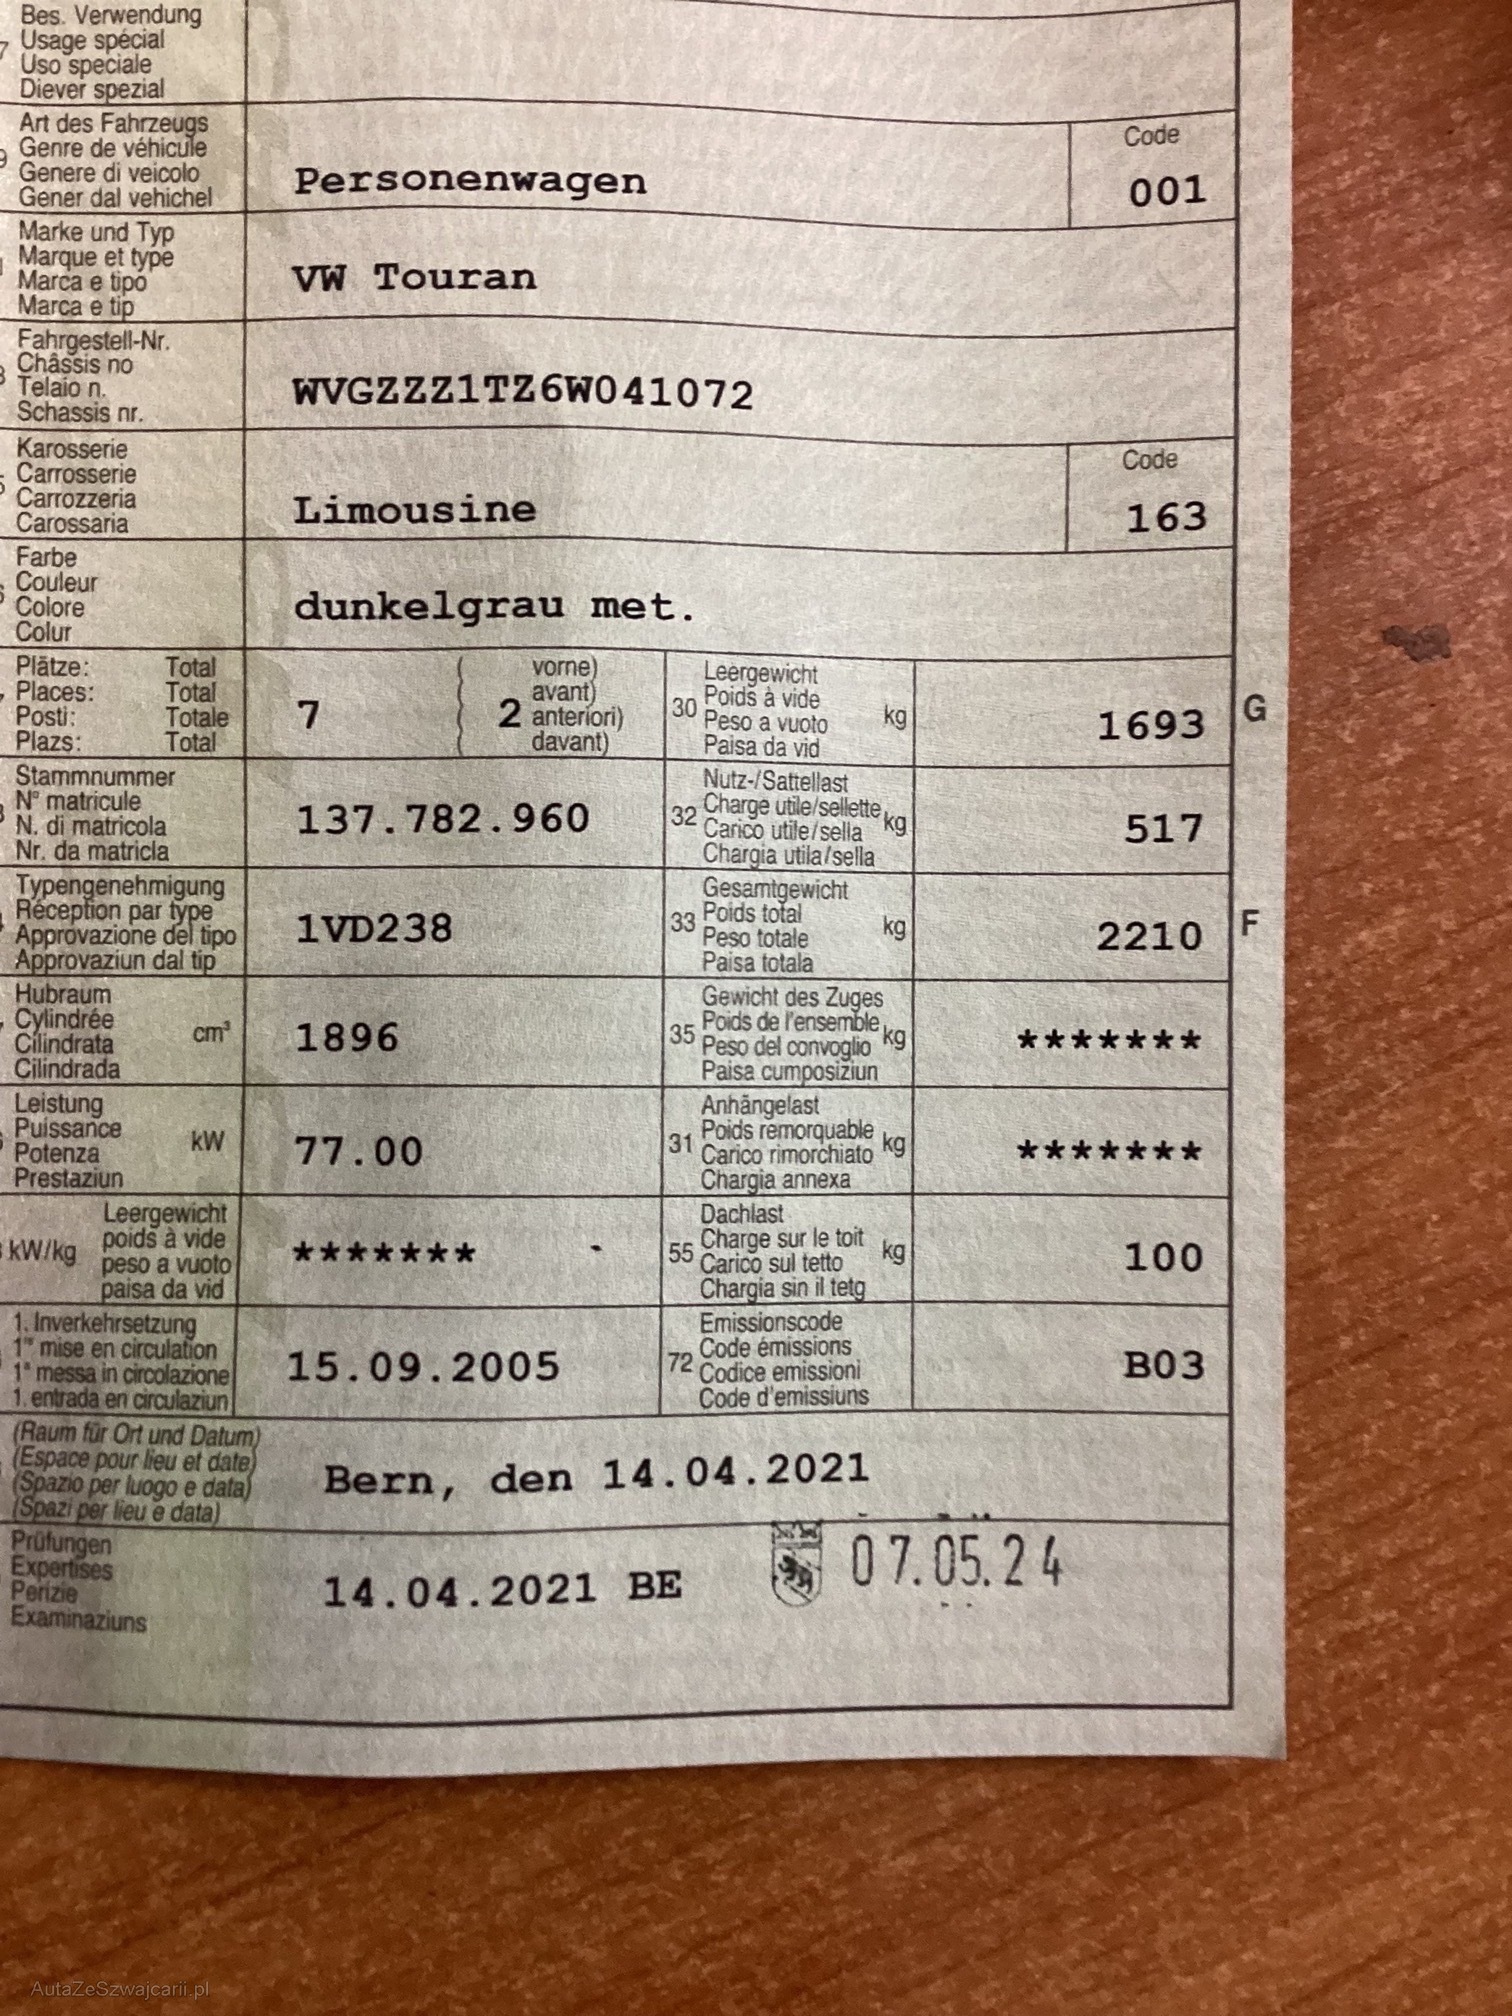 Bes. Verwendung
Usage spécial
Uso speciale
Diever spezial
Art des Fahrzeugs
Genre de véhicule
Genere di veicolo
Gener dal vehichel
Personenwagen
Code
001
Marke und Typ
Marque et type
Marca e tipo
Marca e tip
VW Touran
Fahrgestell-Nr.
Châssis no
Telaio n.
Schassis nr.
WVGZZZ1TZ6W041072
Karosserie
Carrosserie
Carrozzeria
Carossaria
Limousine
Code
163
Farbe
Couleur
Colore
Colur
dunkelgrau met.
Plätze: Total
Places: Total
Posti: Totale
Plazs: Total
7
2
vorne)
avant)
anteriori)
davant)
30
Leergewicht
Poids à vide
Peso a vuoto
Paisa da vid
kg
1693
G
Stammnummer
N° matricule
N. di matricola
Nr. da matricla
137.782.960
32
Nutz-/Sattellast
Charge utile/sellette
Carico utile/sella
Chargia utila/sella
kg
517
Typengenehmigung
Réception par type
Approvazione del tipo
Approvaziun dal tip
1VD238
33
Gesamtgewicht
Poids total
Peso totale
Paisa totala
kg
2210
F
Hubraum
Cylindrée
Cilindrata
Cilindrada
cm³
1896
35
Gewicht des Zuges
Poids de l'ensemble
Peso del convoglio
Paisa cumposiziun
kg
*******
Leistung
Puissance
Potenza
Prestaziun
kW
77.00
31
Anhängelast
Poids remorquable
Carico rimorchiato
Chargia annexa
kg
*******
kW/kg
Leergewicht
poids à vide
peso a vuoto
paisa da vid
*******
55
Dachlast
Charge sur le toit
Carico sul tetto
Chargia sin il tetg
kg
100
1. Inverkehrsetzung
1re mise en circulation
1a messa in circolazione
1. entrada en circulaziun
15.09.2005
72
Emissionscode
Code émissions
Codice emissioni
Code d'emissiuns
B03
(Raum für Ort und Datum)
(Espace pour lieu et date)
(Spazio per luogo e data)
(Spazi per lieu e data)
Bern, den 14.04.2021
Prüfungen
Expertises
Perizie
Examinaziuns
14.04.2021 BE
07.05.24
AutaZeSzwajcarii.pl